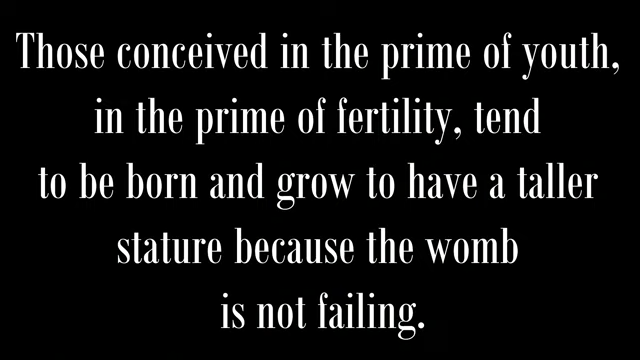 Those conceived in the prime of youth,
in the prime of fertility, tend
to be born and grow to have a taller
stature because the womb
is not failing.